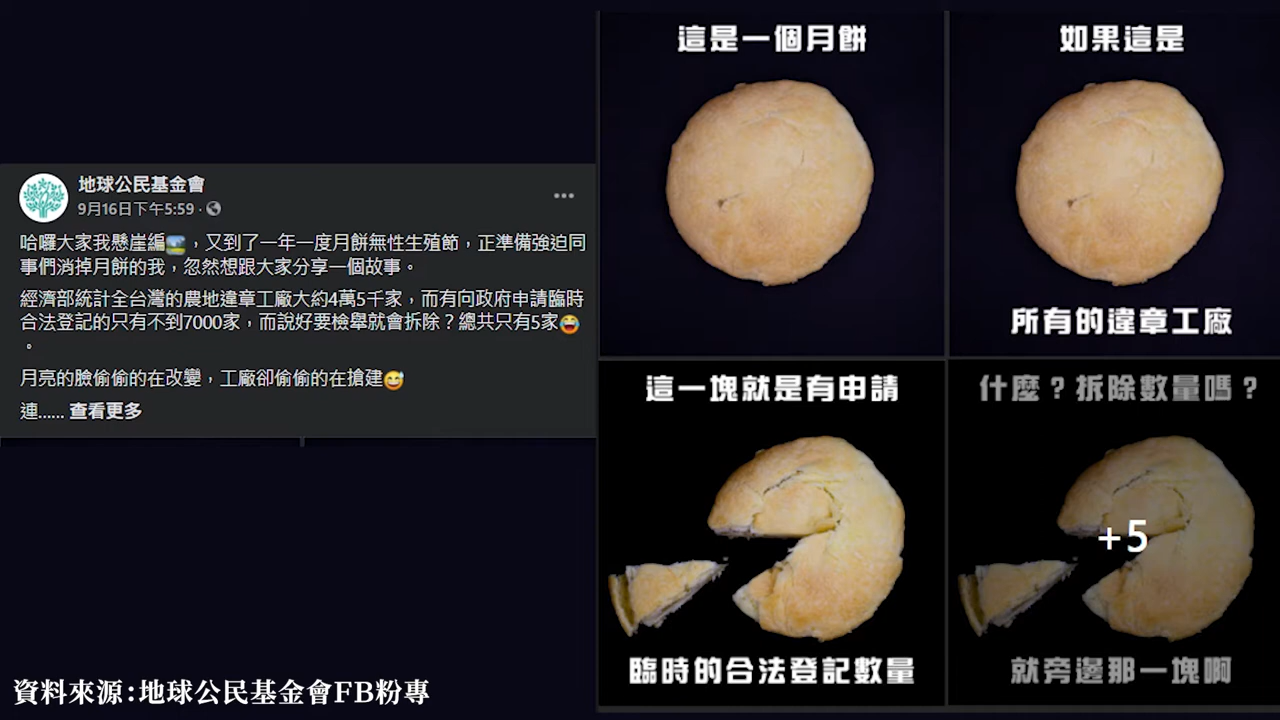 地球公民基金會
9月16日下午5:59 ·
哈囉大家我懸崖編，又到了一年一度月餅無性生殖節，正準備強迫同
事們消掉月餅的我，忽然想跟大家分享一個故事。
經濟部統計全台灣的農地違章工廠大約4萬5千家，而有向政府申請臨時
合法登記的只有不到7000家，而說好要檢舉就會拆除？總共只有5家😂
。
月亮的臉偷偷的在改變，工廠卻偷偷的在搶建😅
連...... 查看更多
這是一個月餅
如果這是
所有的違章工廠
這一塊就是有申請
臨時的合法登記數量
什麼？拆除數量嗎？
+5
就旁邊那一塊啊
資料來源:地球公民基金會FB粉專